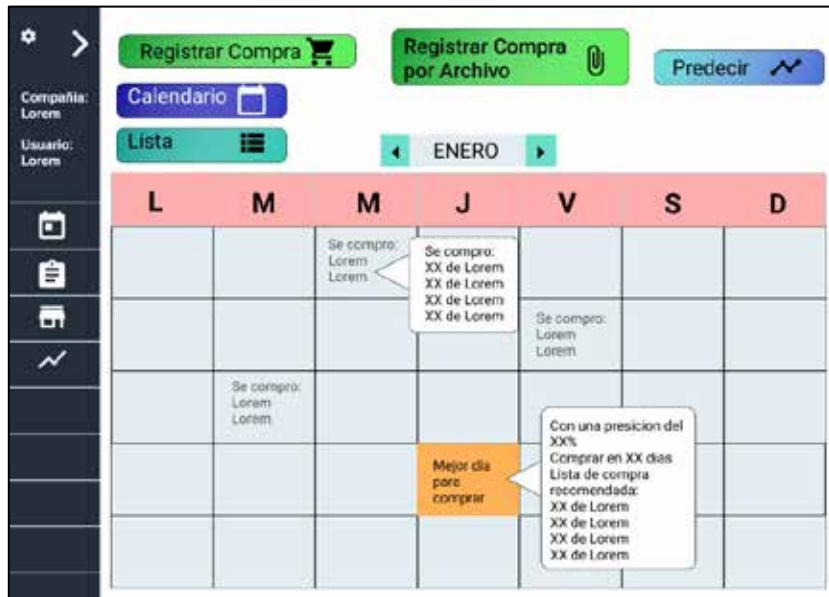 Compañia:
Lorem
Usuario:
Lorem
Registrar Compra
Registrar Compra
por Archivo
Predecir
Calendario
Lista
ENERO
L M M J V S D
Se compro:
Lorem
Lorem
Se compro:
XX de Lorem
XX de Lorem
XX de Lorem
XX de Lorem
Se compro:
Lorem
Lorem
Se compro:
Lorem
Lorem
Mejor dia
para
comprar
Con una presicion del
XX%
Comprar en XX dias
Lista de compra
recomendada:
XX de Lorem
XX de Lorem
XX de Lorem
XX de Lorem